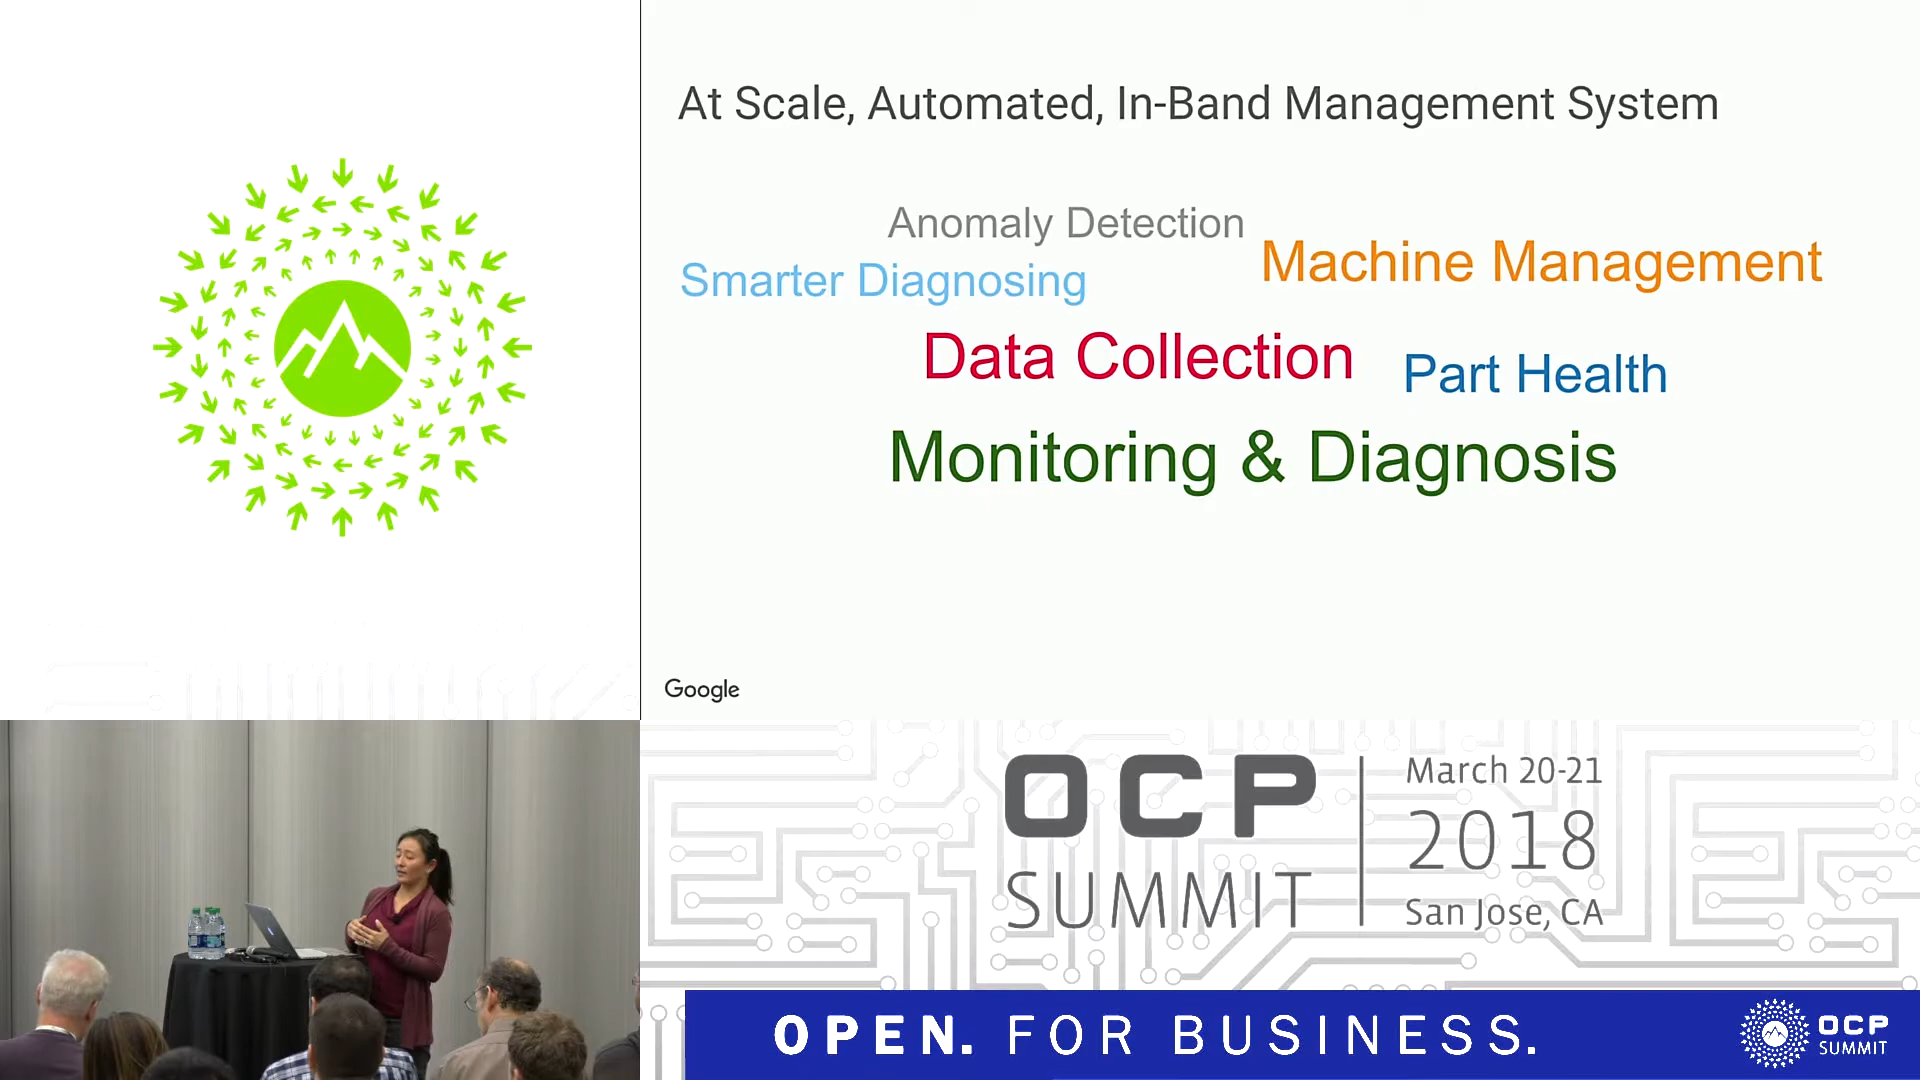 At Scale, Automated, In-Band Management System
Anomaly Detection
Machine Management
Smarter Diagnosing
Data Collection
Part Health
Monitoring & Diagnosis
Google
OCP
SUMMIT
March 20-21
2018
San Jose, CA
OPEN. FOR BUSINESS.
OCP
SUMMIT